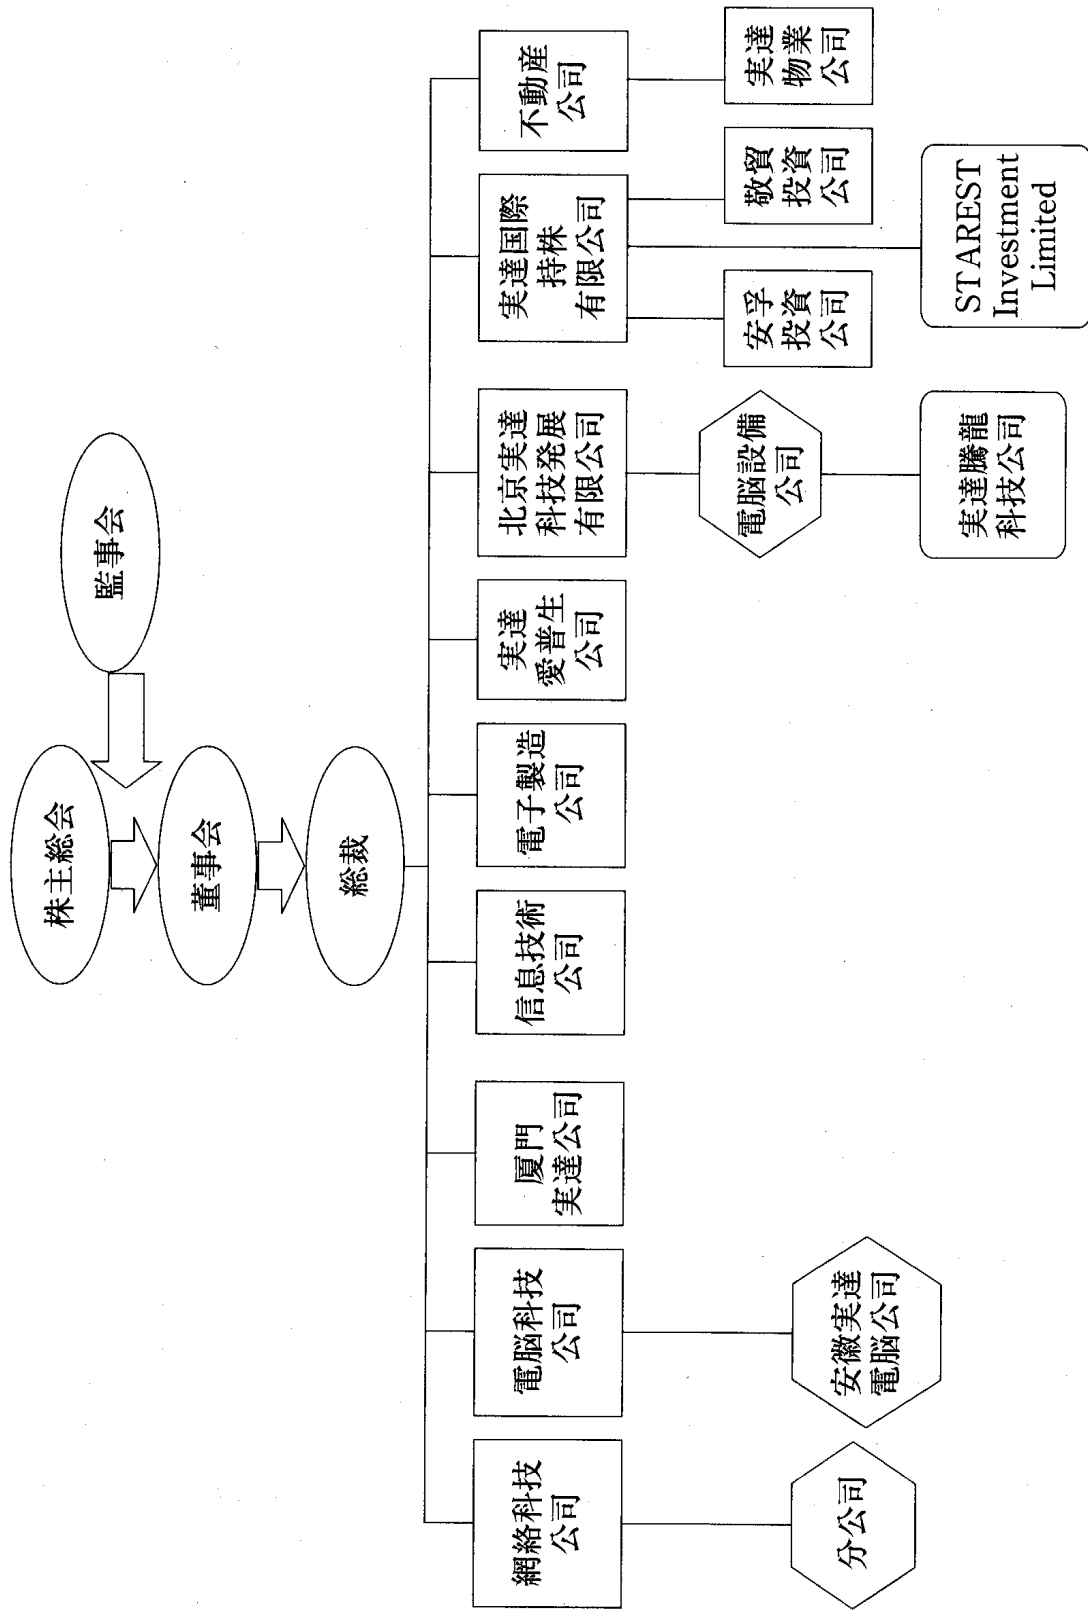 株主総会
監事会
董事会
総裁
網絡科技
公司
電脳科技
公司
厦門
実達公司
信息技術
公司
電子製造
公司
実達
愛普生
公司
北京実達
科技発展
有限公司
実達国際
持株
有限公司
不動産
公司
分公司
安徽実達
電脳公司
電脳設備
公司
安孚
投資
公司
敬貿
投資
公司
実達
物業
公司
実達騰龍
科技公司
STAREST
Investment
Limited